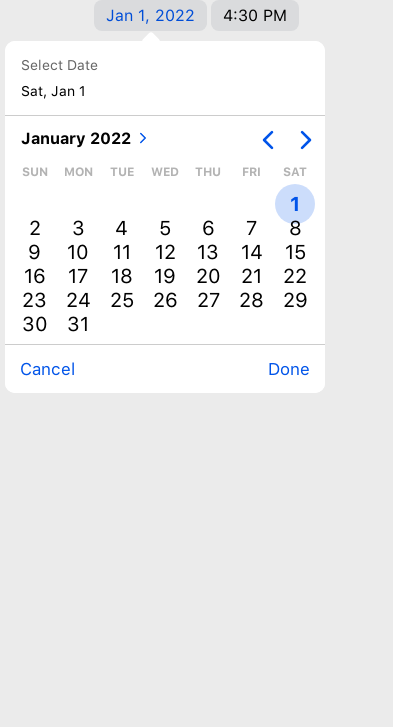 Jan 1, 2022 4:30 PM
Select Date
Sat, Jan 1
January 2022
SUN MON TUE WED THU FRI SAT
1
2 3 4 5 6 7 8
9 10 11 12 13 14 15
16 17 18 19 20 21 22
23 24 25 26 27 28 29
30 31
Cancel Done